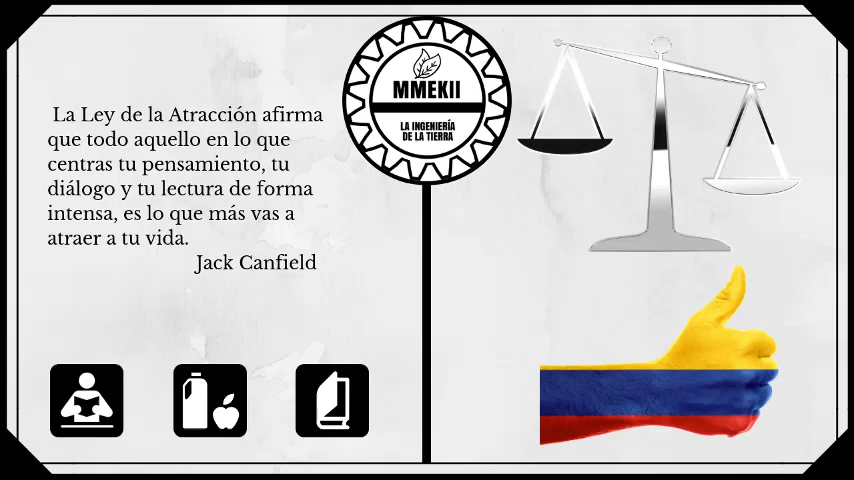 La Ley de la Atracción afirma
que todo aquello en lo que
centras tu pensamiento, tu
diálogo y tu lectura de forma
intensa, es lo que más vas a
atraer a tu vida.
Jack Canfield
MMEKII
LA INGENIERÍA
DE LA TIERRA